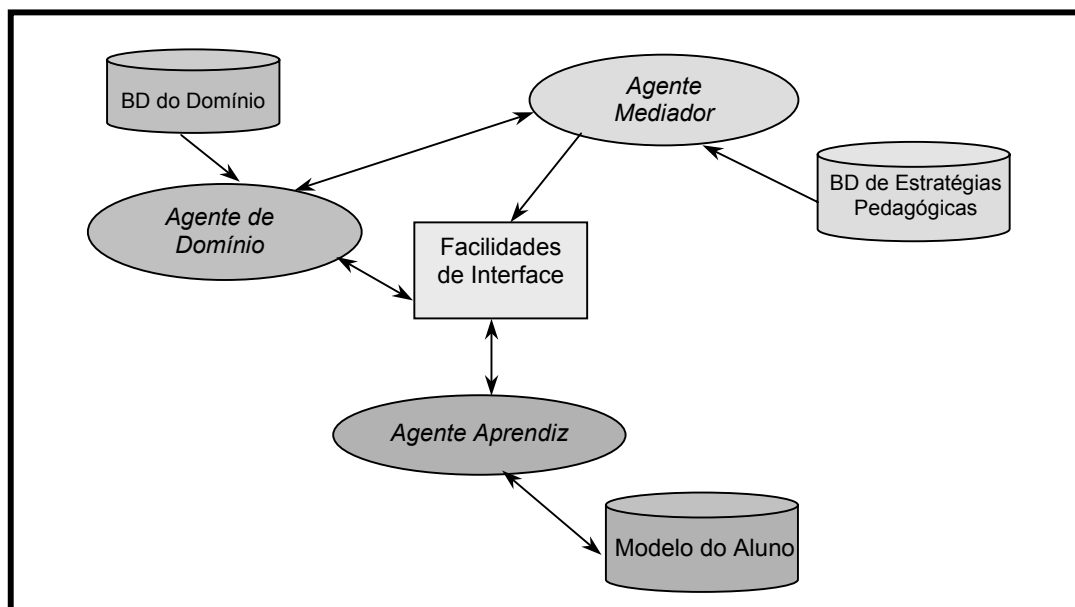 BD do Domínio
Agente
Mediador
BD de Estratégias
Pedagógicas
Agente de
Domínio
Facilidades
de Interface
Agente Aprendiz
Modelo do Aluno